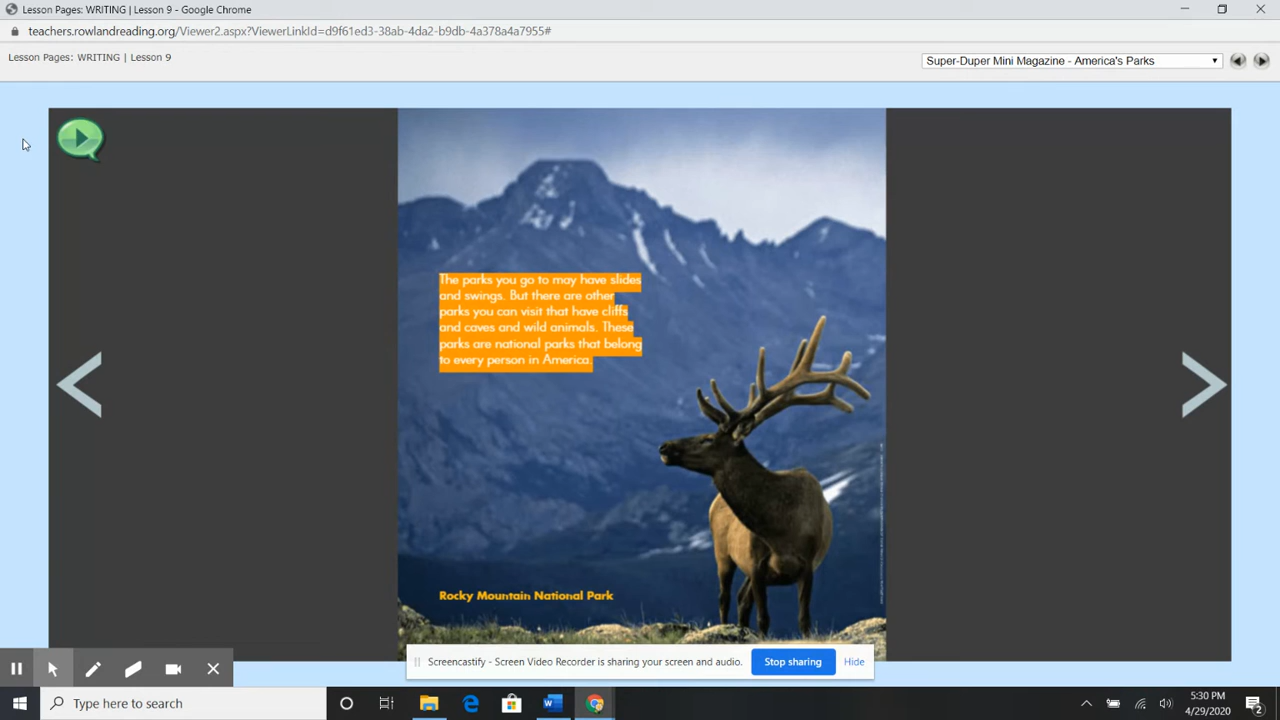 Lesson Pages: WRITING | Lesson 9 - Google Chrome
teachers.rowlandreading.org/Viewer2.aspx?ViewerLinkId=d9f61ed3-38ab-4da2-b9db-4a378a4a7955#
Lesson Pages: WRITING | Lesson 9
Super-Duper Mini Magazine - America's Parks
The parks you go to may have slides
and swings. But there are other
parks you can visit that have cliffs
and caves and wild animals. These
parks are national parks that belong
to every person in America.
Rocky Mountain National Park
Screencastify - Screen Video Recorder is sharing your screen and audio.
Stop sharing
Hide
Type here to search
5:30 PM
4/29/2020
2